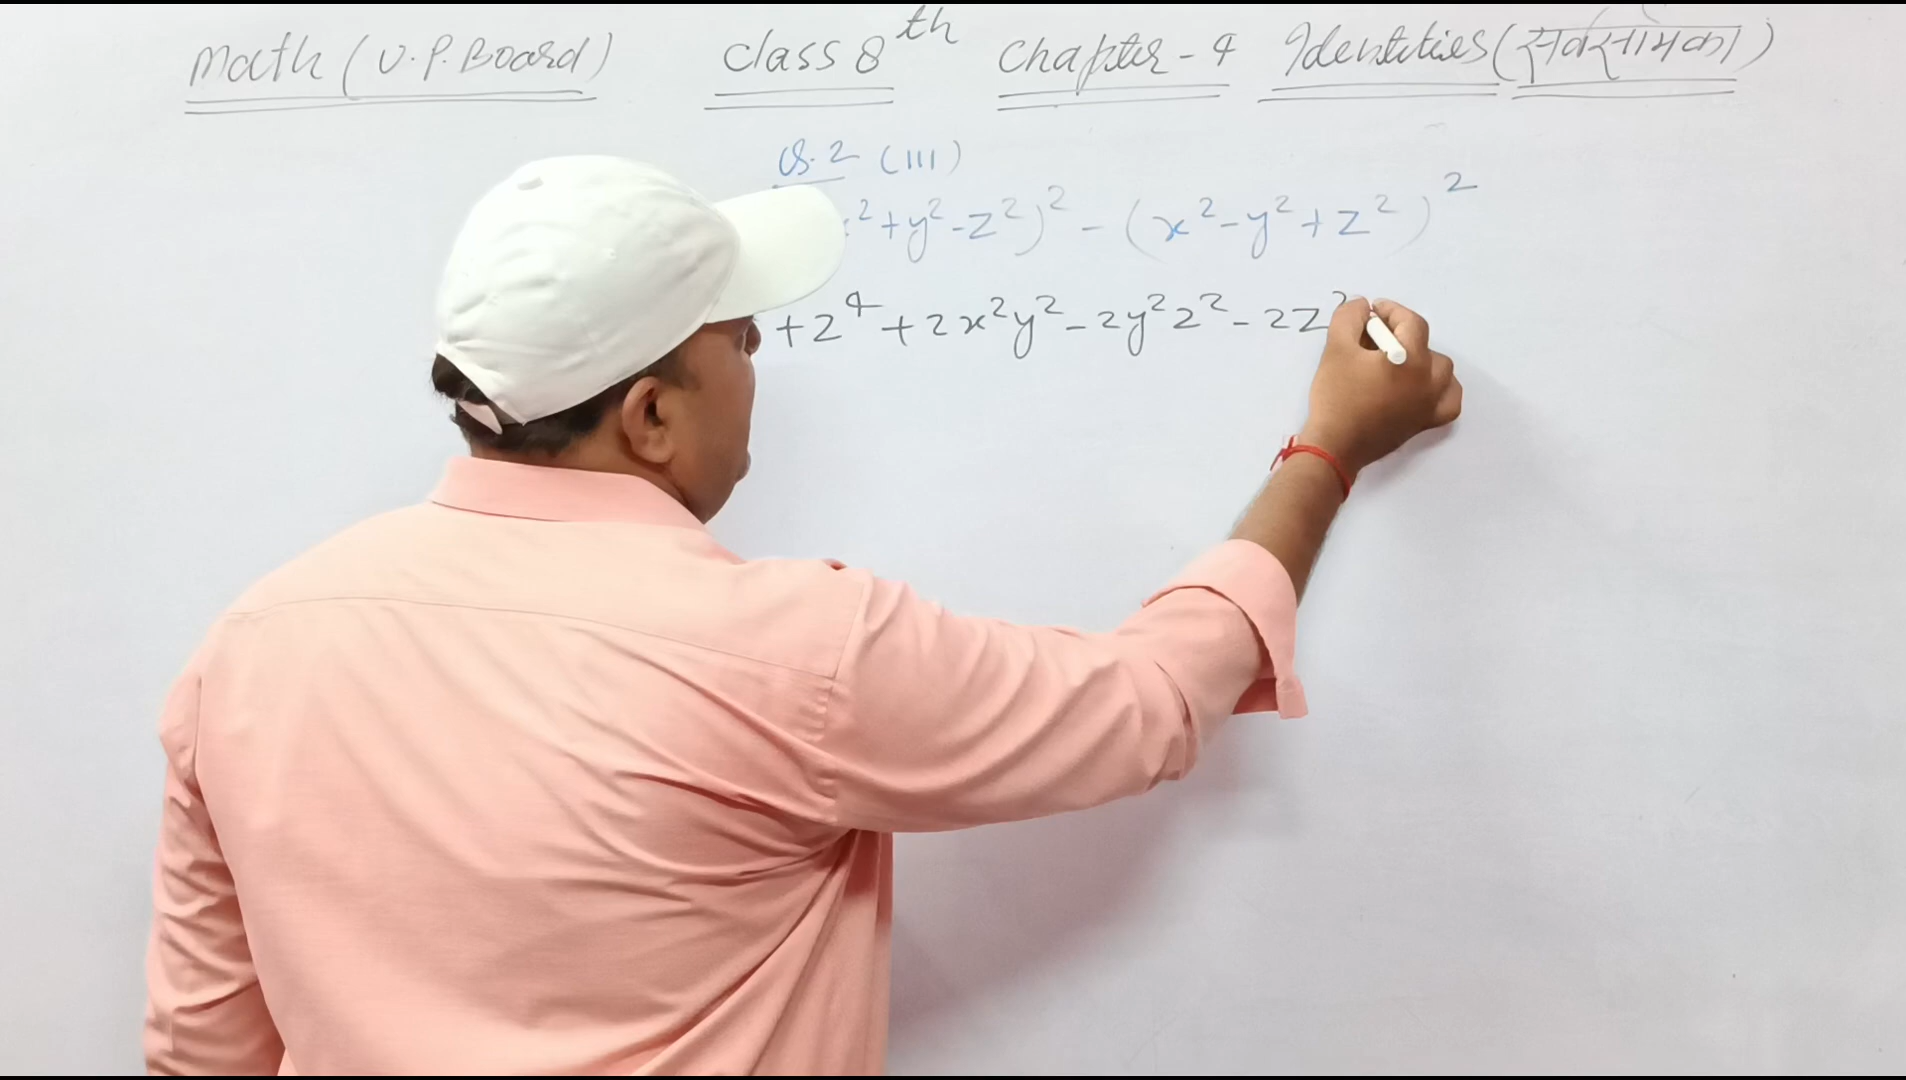 Math (U.P. Board) Class 8th Chapter-4 Identities (सर्वसमिका)
Q.2 (III)
²+y²-z²)² - (x²-y²+z²)²
+z⁴+2x²y²-2y²z²-2z²